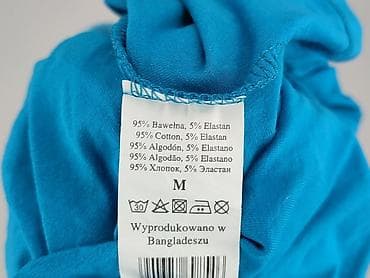 95% Bawełna, 5% Elastan
95% Cotton, 5% Elastan
95% Algodón, 5% Elastano
95% Algodão, 5% Elastano
95% Хлопок, 5% Эластан
M
30
Wyprodukowano w
Bangladeszu